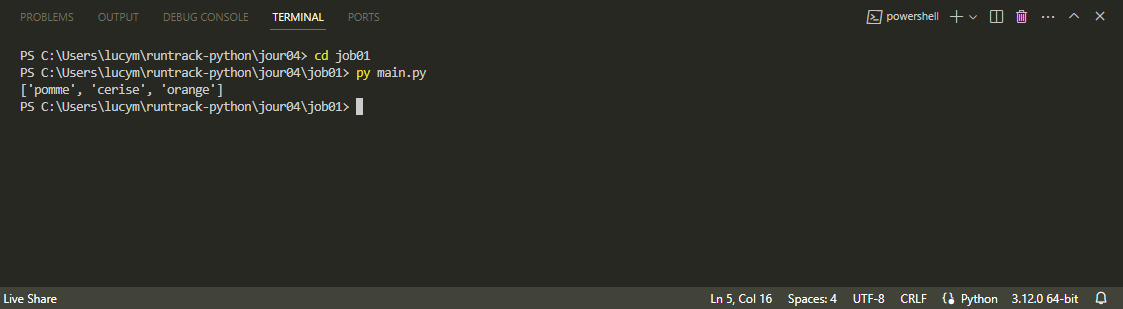 PROBLEMS OUTPUT DEBUG CONSOLE TERMINAL PORTS powershell
PS C:\Users\lucym\runtrack-python\jour04> cd job01
PS C:\Users\lucym\runtrack-python\jour04\job01> py main.py
['pomme', 'cerise', 'orange']
PS C:\Users\lucym\runtrack-python\jour04\job01>
Live Share Ln 5, Col 16 Spaces: 4 UTF-8 CRLF Python 3.12.0 64-bit